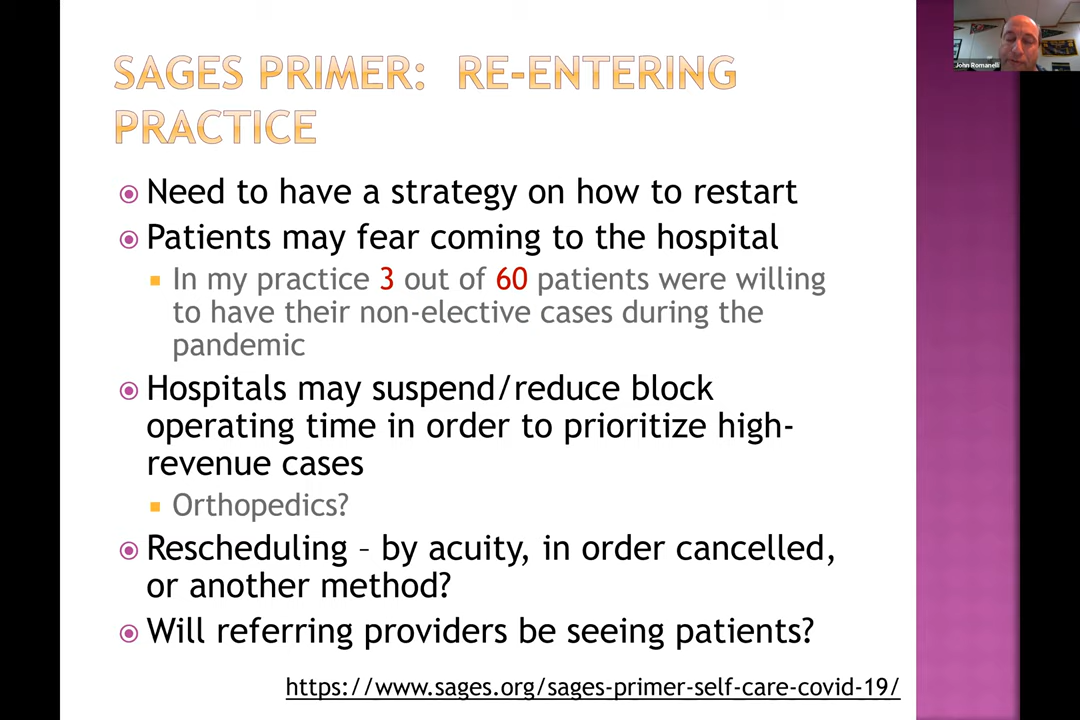 SAGES PRIMER: RE-ENTERING
PRACTICE
Need to have a strategy on how to restart
Patients may fear coming to the hospital
In my practice 3 out of 60 patients were willing
to have their non-elective cases during the
pandemic
Hospitals may suspend/reduce block
operating time in order to prioritize high-
revenue cases
Orthopedics?
Rescheduling – by acuity, in order cancelled,
or another method?
Will referring providers be seeing patients?
https://www.sages.org/sages-primer-self-care-covid-19/
John Romanelli